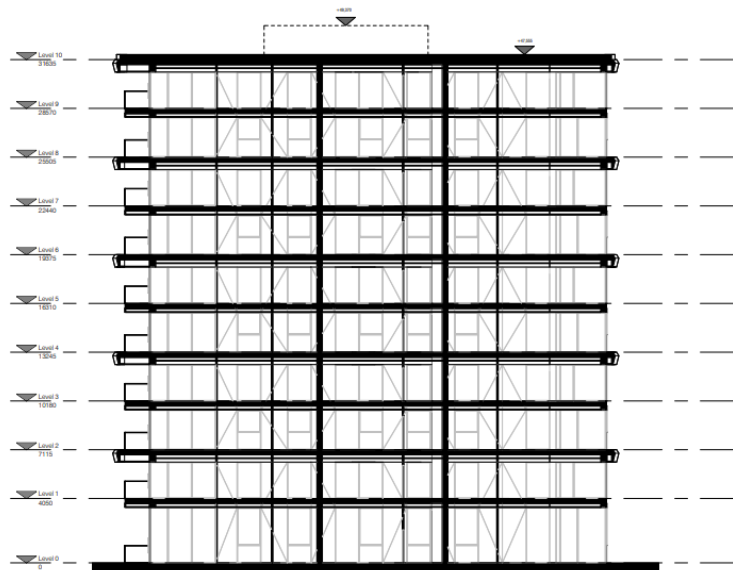 Level 10
31635
Level 9
28570
Level 8
25505
Level 7
22440
Level 6
19375
Level 5
16310
Level 4
13245
Level 3
10180
Level 2
7115
Level 1
4050
Level 0
0